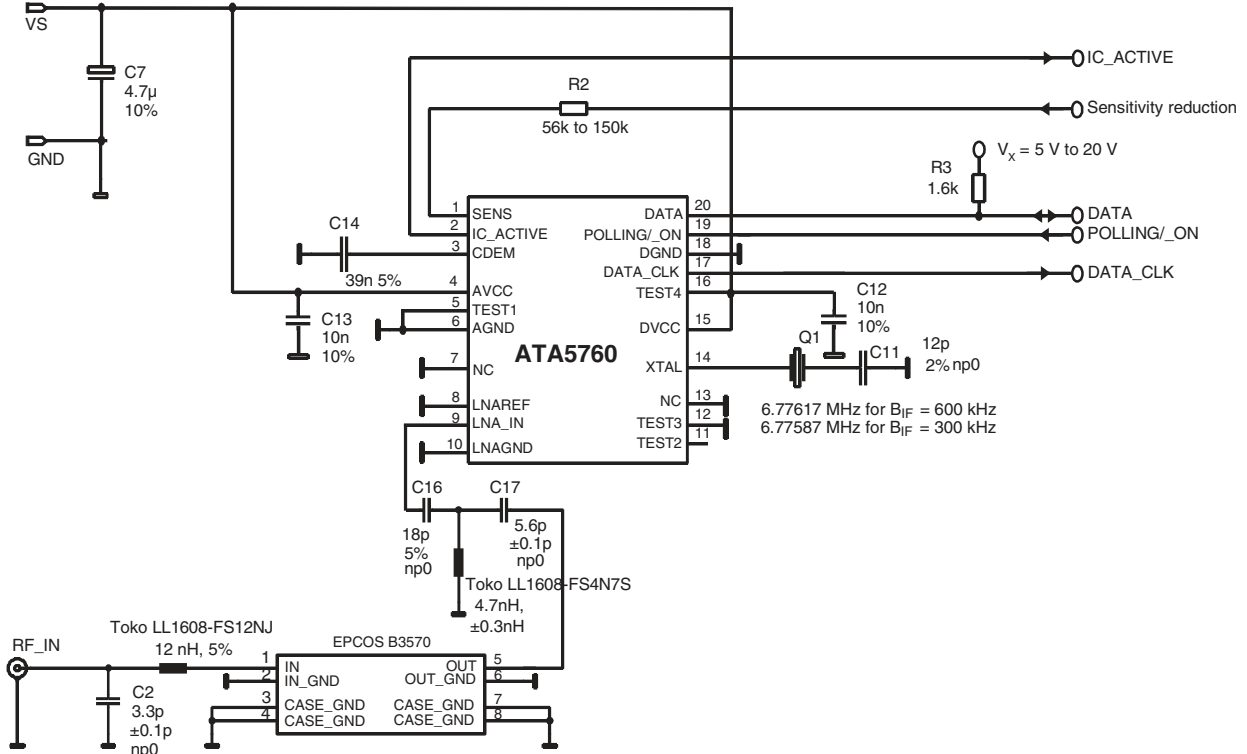 VS
C7
4.7µ
10%
GND
IC_ACTIVE
R2
56k to 150k
Sensitivity reduction
VX = 5 V to 20 V
R3
1.6k
DATA
POLLING/_ON
DATA_CLK
C14
39n 5%
C13
10n
10%
1 SENS
2 IC_ACTIVE
3 CDEM
4 AVCC
5 TEST1
6 AGND
7 NC
8 LNAREF
9 LNA_IN
10 LNAGND
ATA5760
DATA 20
POLLING/_ON 19
DGND 18
DATA_CLK 17
TEST4 16
DVCC 15
XTAL 14
NC 13
TEST3 12
TEST2 11
C12
10n
10%
Q1
C11
12p
2% np0
6.77617 MHz for BIF = 600 kHz
6.77587 MHz for BIF = 300 kHz
C16
18p
5%
np0
C17
5.6p
±0.1p
np0
Toko LL1608-FS4N7S
4.7nH,
±0.3nH
RF_IN
Toko LL1608-FS12NJ
12 nH, 5%
C2
3.3p
±0.1p
np0
EPCOS B3570
1 IN
2 IN_GND
3 CASE_GND
4 CASE_GND
OUT 5
OUT_GND 6
CASE_GND 7
CASE_GND 8